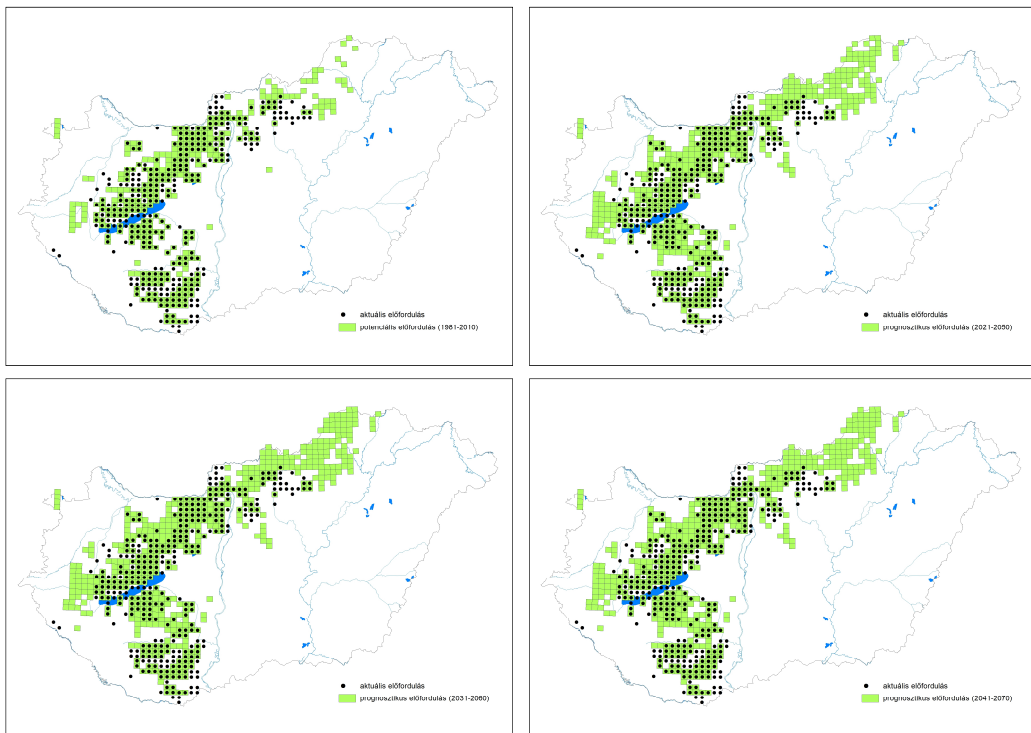 aktuális előfordulás
potenciális előfordulás (1981-2010)
aktuális előfordulás
prognosztikus előfordulás (2021-2050)
aktuális előfordulás
prognosztikus előfordulás (2031-2060)
aktuális előfordulás
prognosztikus előfordulás (2041-2070)